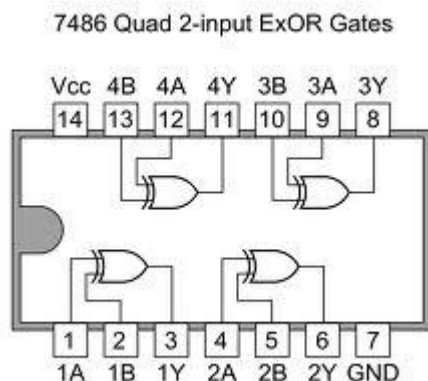 7486 Quad 2-input ExOR Gates
Vcc 4B 4A 4Y 3B 3A 3Y
14 13 12 11 10 9 8
1 2 3 4 5 6 7
1A 1B 1Y 2A 2B 2Y GND